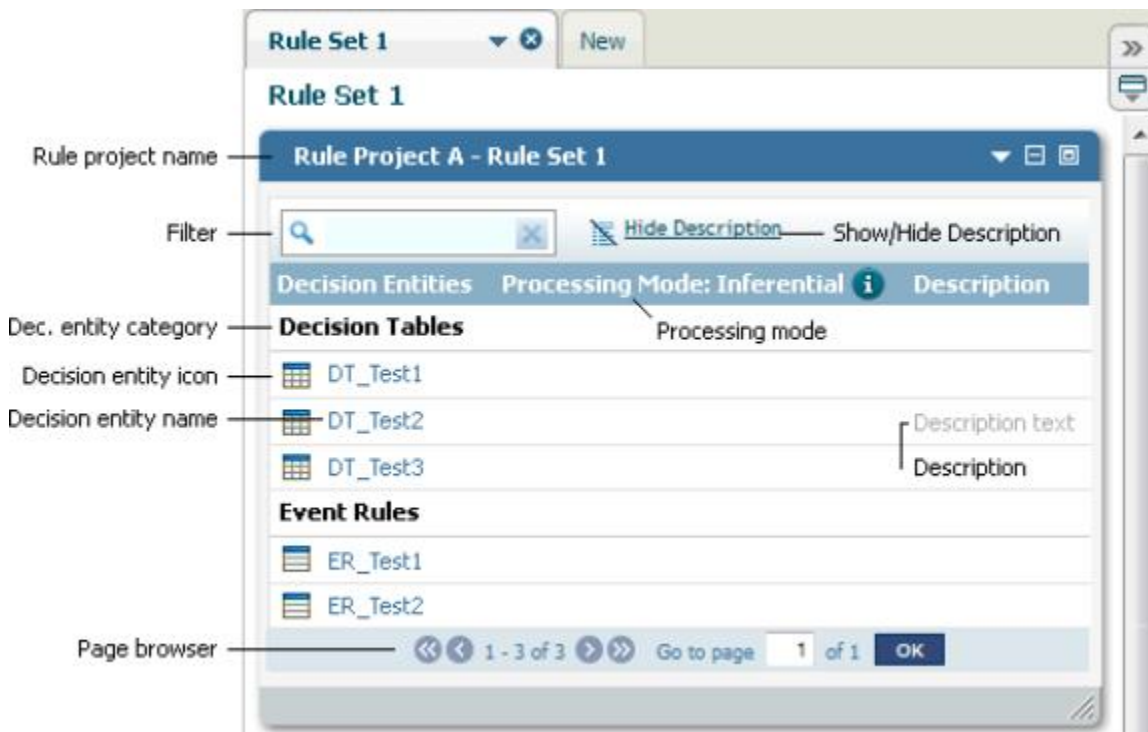 Rule Set 1 New
Rule Set 1
Rule project name Rule Project A - Rule Set 1
Filter Hide Description Show/Hide Description
Decision Entities Processing Mode: Inferential i Description
Dec. entity category Decision Tables Processing mode
Decision entity icon DT_Test1
Decision entity name DT_Test2 Description text
DT_Test3 Description
Event Rules
ER_Test1
ER_Test2
Page browser 1 - 3 of 3 Go to page 1 of 1 OK